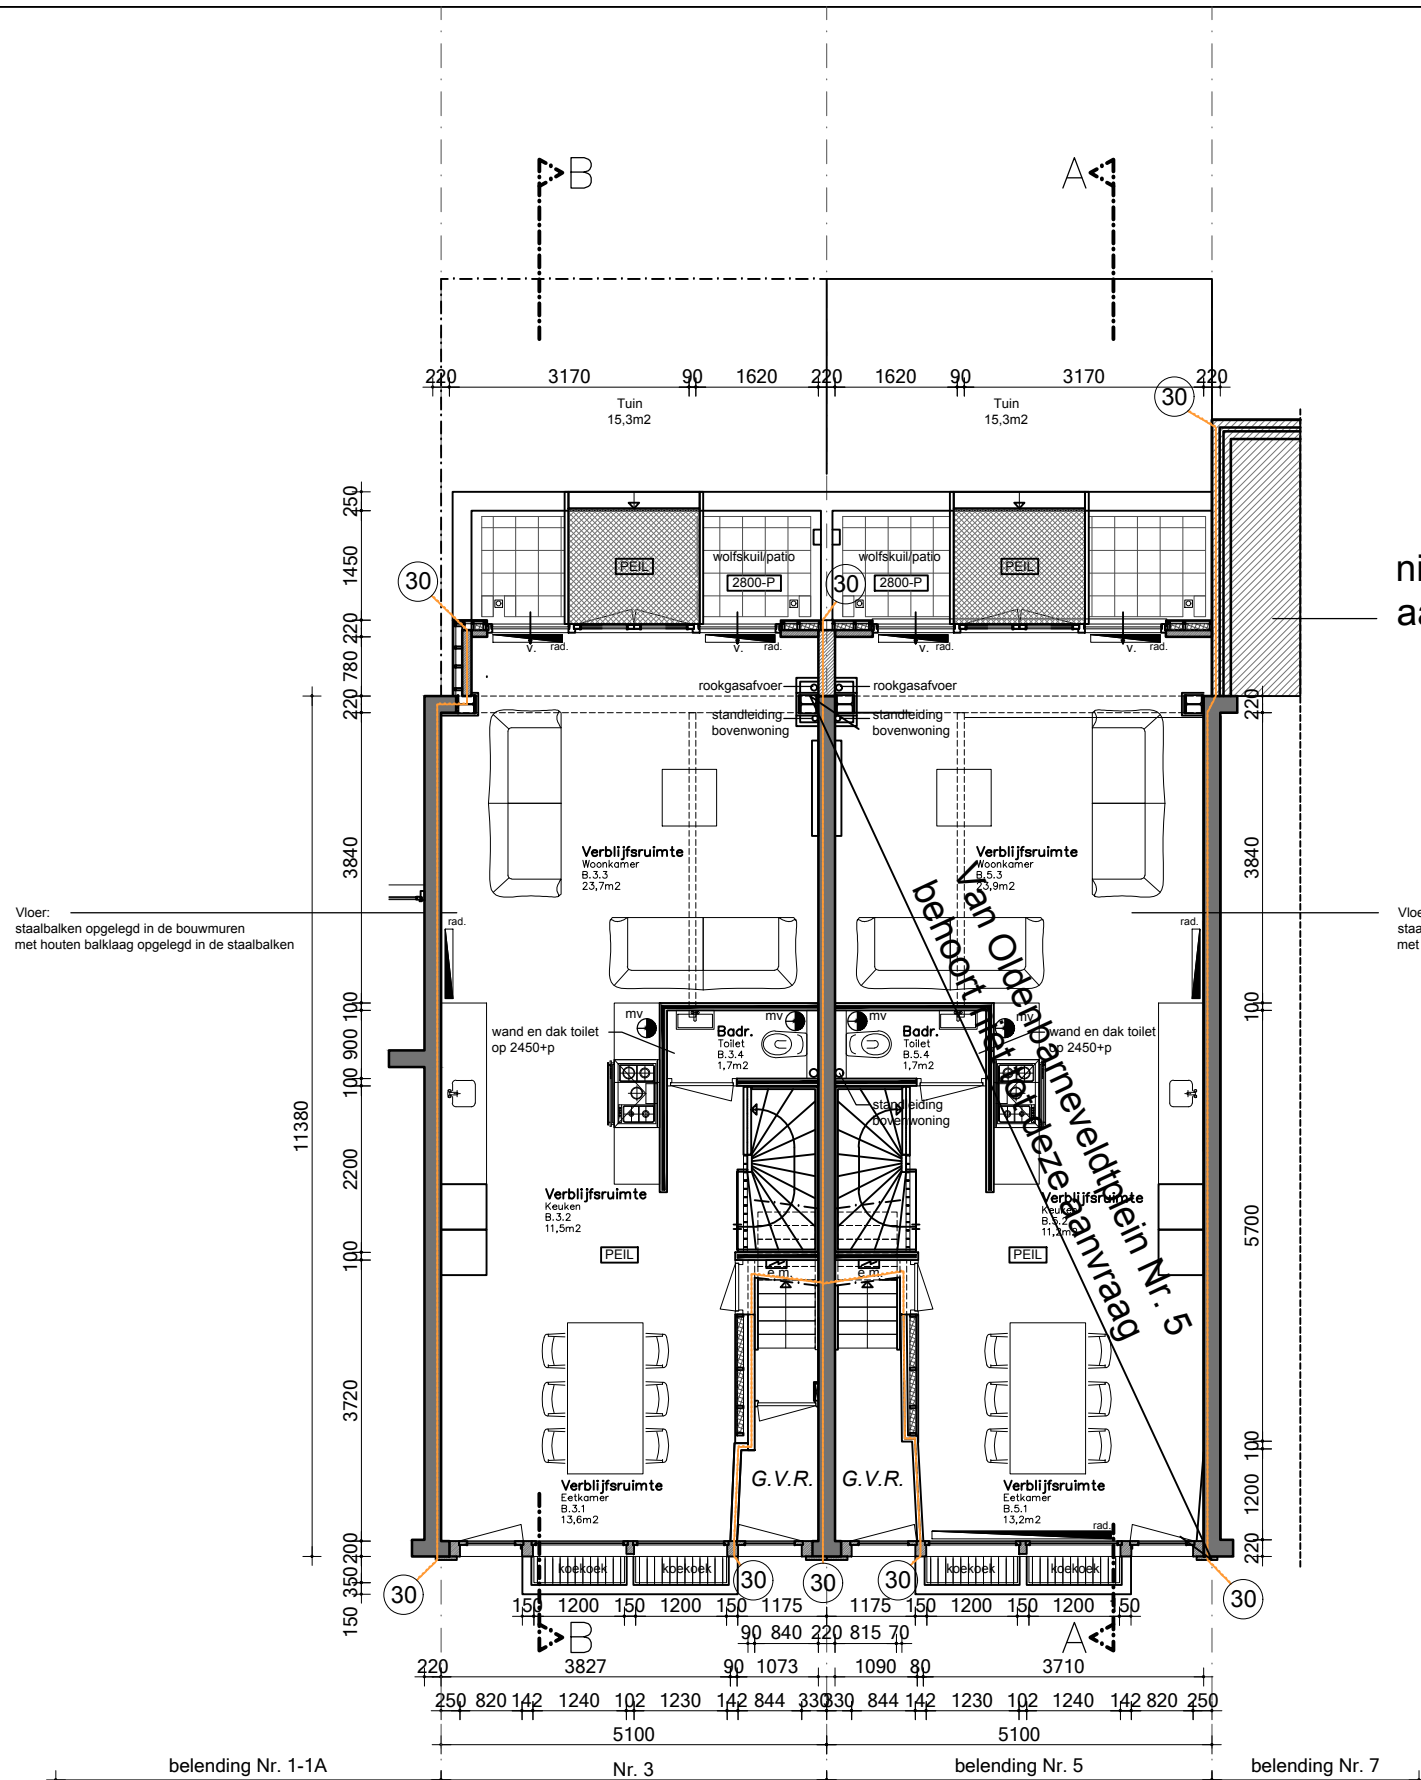 B
A
220 3170 90 1620 220 1620 90 3170 220
Tuin
15,3m2
Tuin
15,3m2
30
250
1450
220
780
220
3840
100
900
100
2200
100
3720
200
350
150
11380
30
30
PEIL
wolfskuil/patio
2800-P
wolfskuil/patio
2800-P
PEIL
v. rad.
v. rad.
v. rad.
v. rad.
rookgasafvoer
rookgasafvoer
standleiding
bovenwoning
standleiding
bovenwoning
Verblijfsruimte
Woonkamer
B.3.3
23,7m2
Verblijfsruimte
Woonkamer
B.5.3
23,9m2
Vloer:
staalbalken opgelegd in de bouwmuren
met houten balklaag opgelegd in de staalbalken
rad.
rad.
Van Oldenbarneveldtplein Nr. 5
behoort niet tot deze aanvraag
mv
mv
mv
mv
wand en dak toilet
op 2450+p
Badr.
Toilet
B.3.4
1,7m2
Badr.
Toilet
B.5.4
1,7m2
wand en dak toilet
op 2450+p
standleiding
bovenwoning
Verblijfsruimte
Keuken
B.3.2
11,5m2
PEIL
Verblijfsruimte
Keuken
B.5.2
11,2m2
PEIL
e.m.
e.m.
G.V.R.
G.V.R.
Verblijfsruimte
Eetkamer
B.3.1
13,6m2
Verblijfsruimte
Eetkamer
B.5.1
13,2m2
rad.
220
3840
100
5700
100
1200
220
koekoek
koekoek
koekoek
koekoek
30
30
30
30
30
150 1200 150 1200 150 1175 1175 150 1200 150 1200 150
90 840 220 815 70
B
A
220 3827 90 1073 1090 80 3710
250 820 142 1240 102 1230 142 844 330 330 844 142 1230 102 1240 142 820 250
5100 5100
belending Nr. 1-1A
Nr. 3
belending Nr. 5
belending Nr. 7